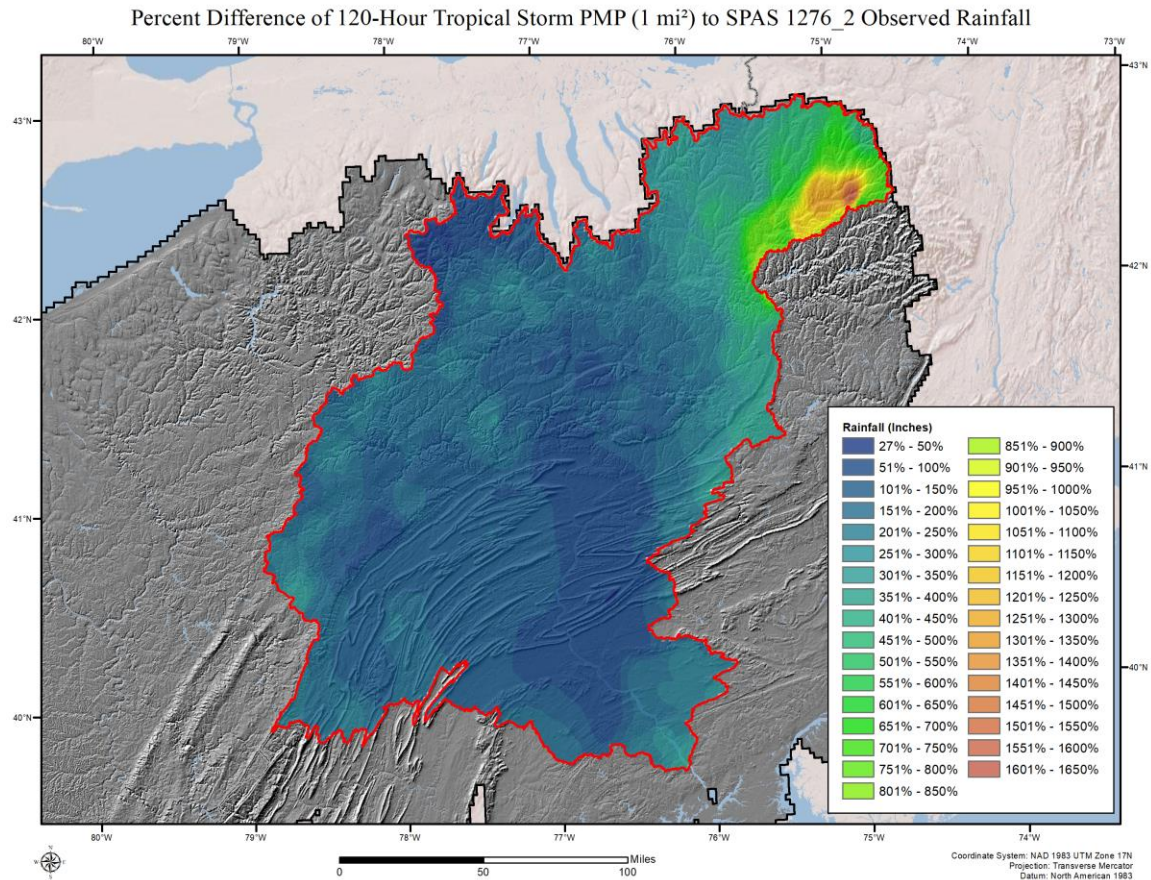 Percent Difference of 120-Hour Tropical Storm PMP (1 mi²) to SPAS 1276_2 Observed Rainfall
80°W 79°W 78°W 77°W 76°W 75°W 74°W 73°W
43°N 43°N
42°N 42°N
41°N 41°N
40°N 40°N
Rainfall (Inches)
27% - 50% 851% - 900%
51% - 100% 901% - 950%
101% - 150% 951% - 1000%
151% - 200% 1001% - 1050%
201% - 250% 1051% - 1100%
251% - 300% 1101% - 1150%
301% - 350% 1151% - 1200%
351% - 400% 1201% - 1250%
401% - 450% 1251% - 1300%
451% - 500% 1301% - 1350%
501% - 550% 1351% - 1400%
551% - 600% 1401% - 1450%
601% - 650% 1451% - 1500%
651% - 700% 1501% - 1550%
701% - 750% 1551% - 1600%
751% - 800% 1601% - 1650%
801% - 850%
80°W 79°W 78°W 77°W 76°W 75°W 74°W
N
W E
S
Miles
0 50 100
Coordinate System: NAD 1983 UTM Zone 17N
Projection: Transverse Mercator
Datum: North American 1983